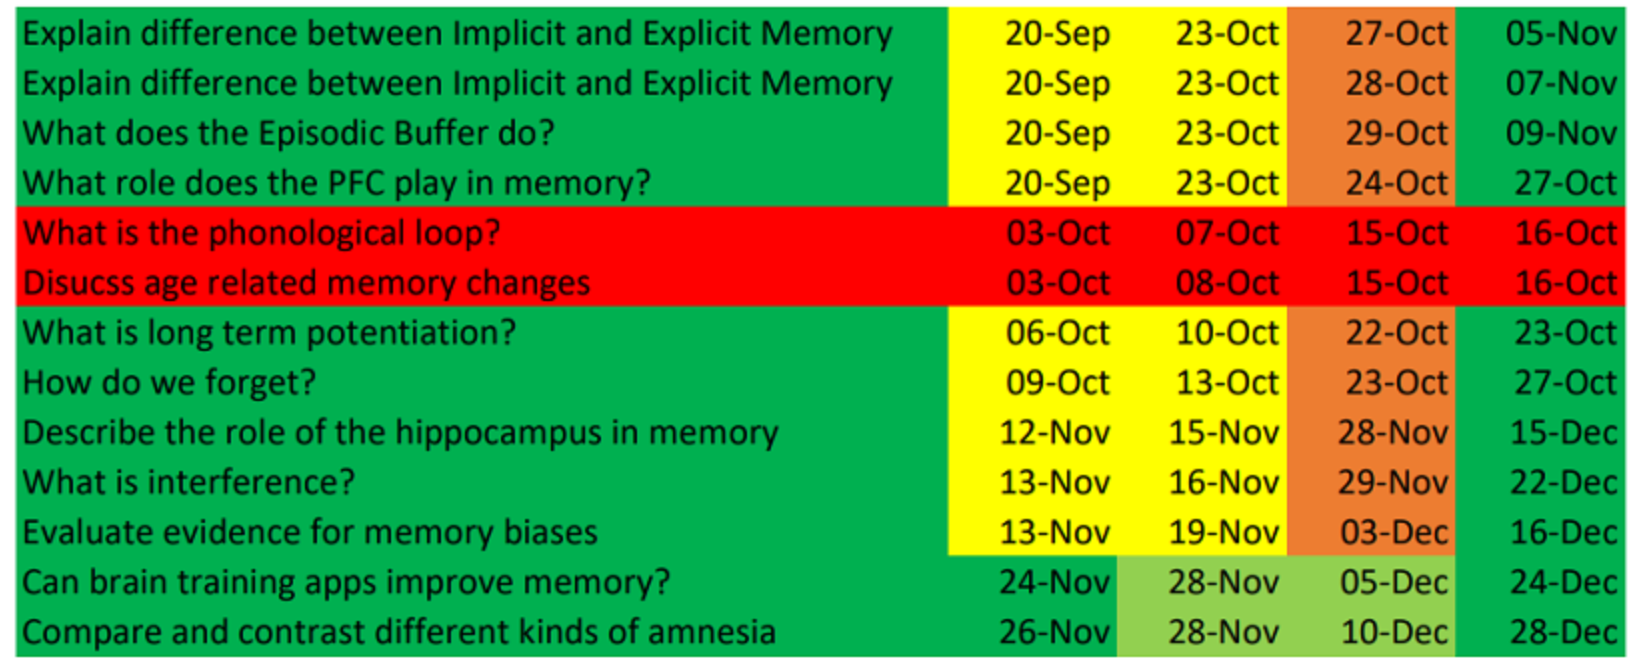 Explain difference between Implicit and Explicit Memory 20-Sep 23-Oct 27-Oct 05-Nov
Explain difference between Implicit and Explicit Memory 20-Sep 23-Oct 28-Oct 07-Nov
What does the Episodic Buffer do? 20-Sep 23-Oct 29-Oct 09-Nov
What role does the PFC play in memory? 20-Sep 23-Oct 24-Oct 27-Oct
What is the phonological loop? 03-Oct 07-Oct 15-Oct 16-Oct
Disucss age related memory changes 03-Oct 08-Oct 15-Oct 16-Oct
What is long term potentiation? 06-Oct 10-Oct 22-Oct 23-Oct
How do we forget? 09-Oct 13-Oct 23-Oct 27-Oct
Describe the role of the hippocampus in memory 12-Nov 15-Nov 28-Nov 15-Dec
What is interference? 13-Nov 16-Nov 29-Nov 22-Dec
Evaluate evidence for memory biases 13-Nov 19-Nov 03-Dec 16-Dec
Can brain training apps improve memory? 24-Nov 28-Nov 05-Dec 24-Dec
Compare and contrast different kinds of amnesia 26-Nov 28-Nov 10-Dec 28-Dec